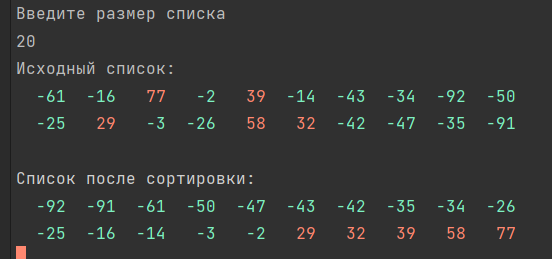 Введите размер списка
20
Исходный список:
-61 -16 77 -2 39 -14 -43 -34 -92 -50
-25 29 -3 -26 58 32 -42 -47 -35 -91
Список после сортировки:
-92 -91 -61 -50 -47 -43 -42 -35 -34 -26
-25 -16 -14 -3 -2 29 32 39 58 77